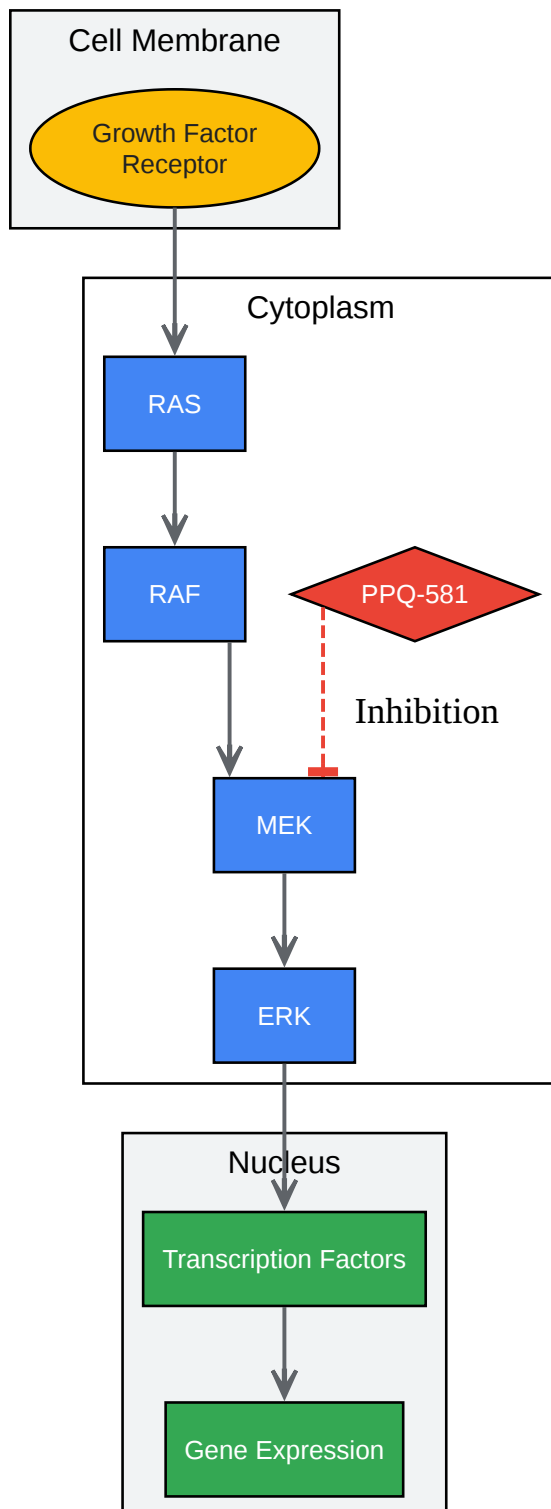 Cell Membrane
Growth Factor
Receptor
Cytoplasm
RAS
RAF
PPQ-581
Inhibition
MEK
ERK
Nucleus
Transcription Factors
Gene Expression